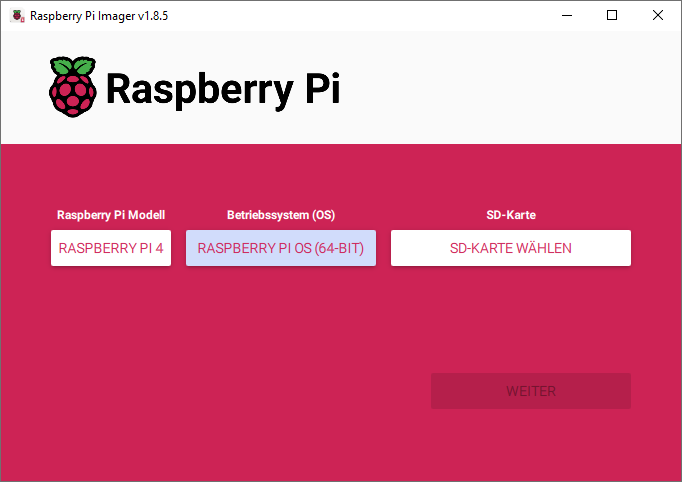 Raspberry Pi Imager v1.8.5
Raspberry Pi
Raspberry Pi Modell Betriebssystem (OS) SD-Karte
RASPBERRY PI 4 RASPBERRY PI OS (64-BIT) SD-KARTE WÄHLEN
WEITER